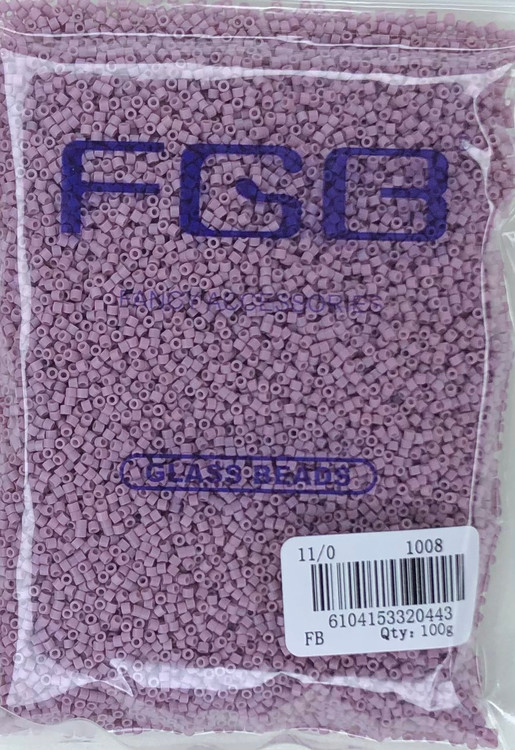 FGB
FANCY ACCESSORIES
GLASS BEADS
11/0 1008
6104153320443
FB Qty: 100g